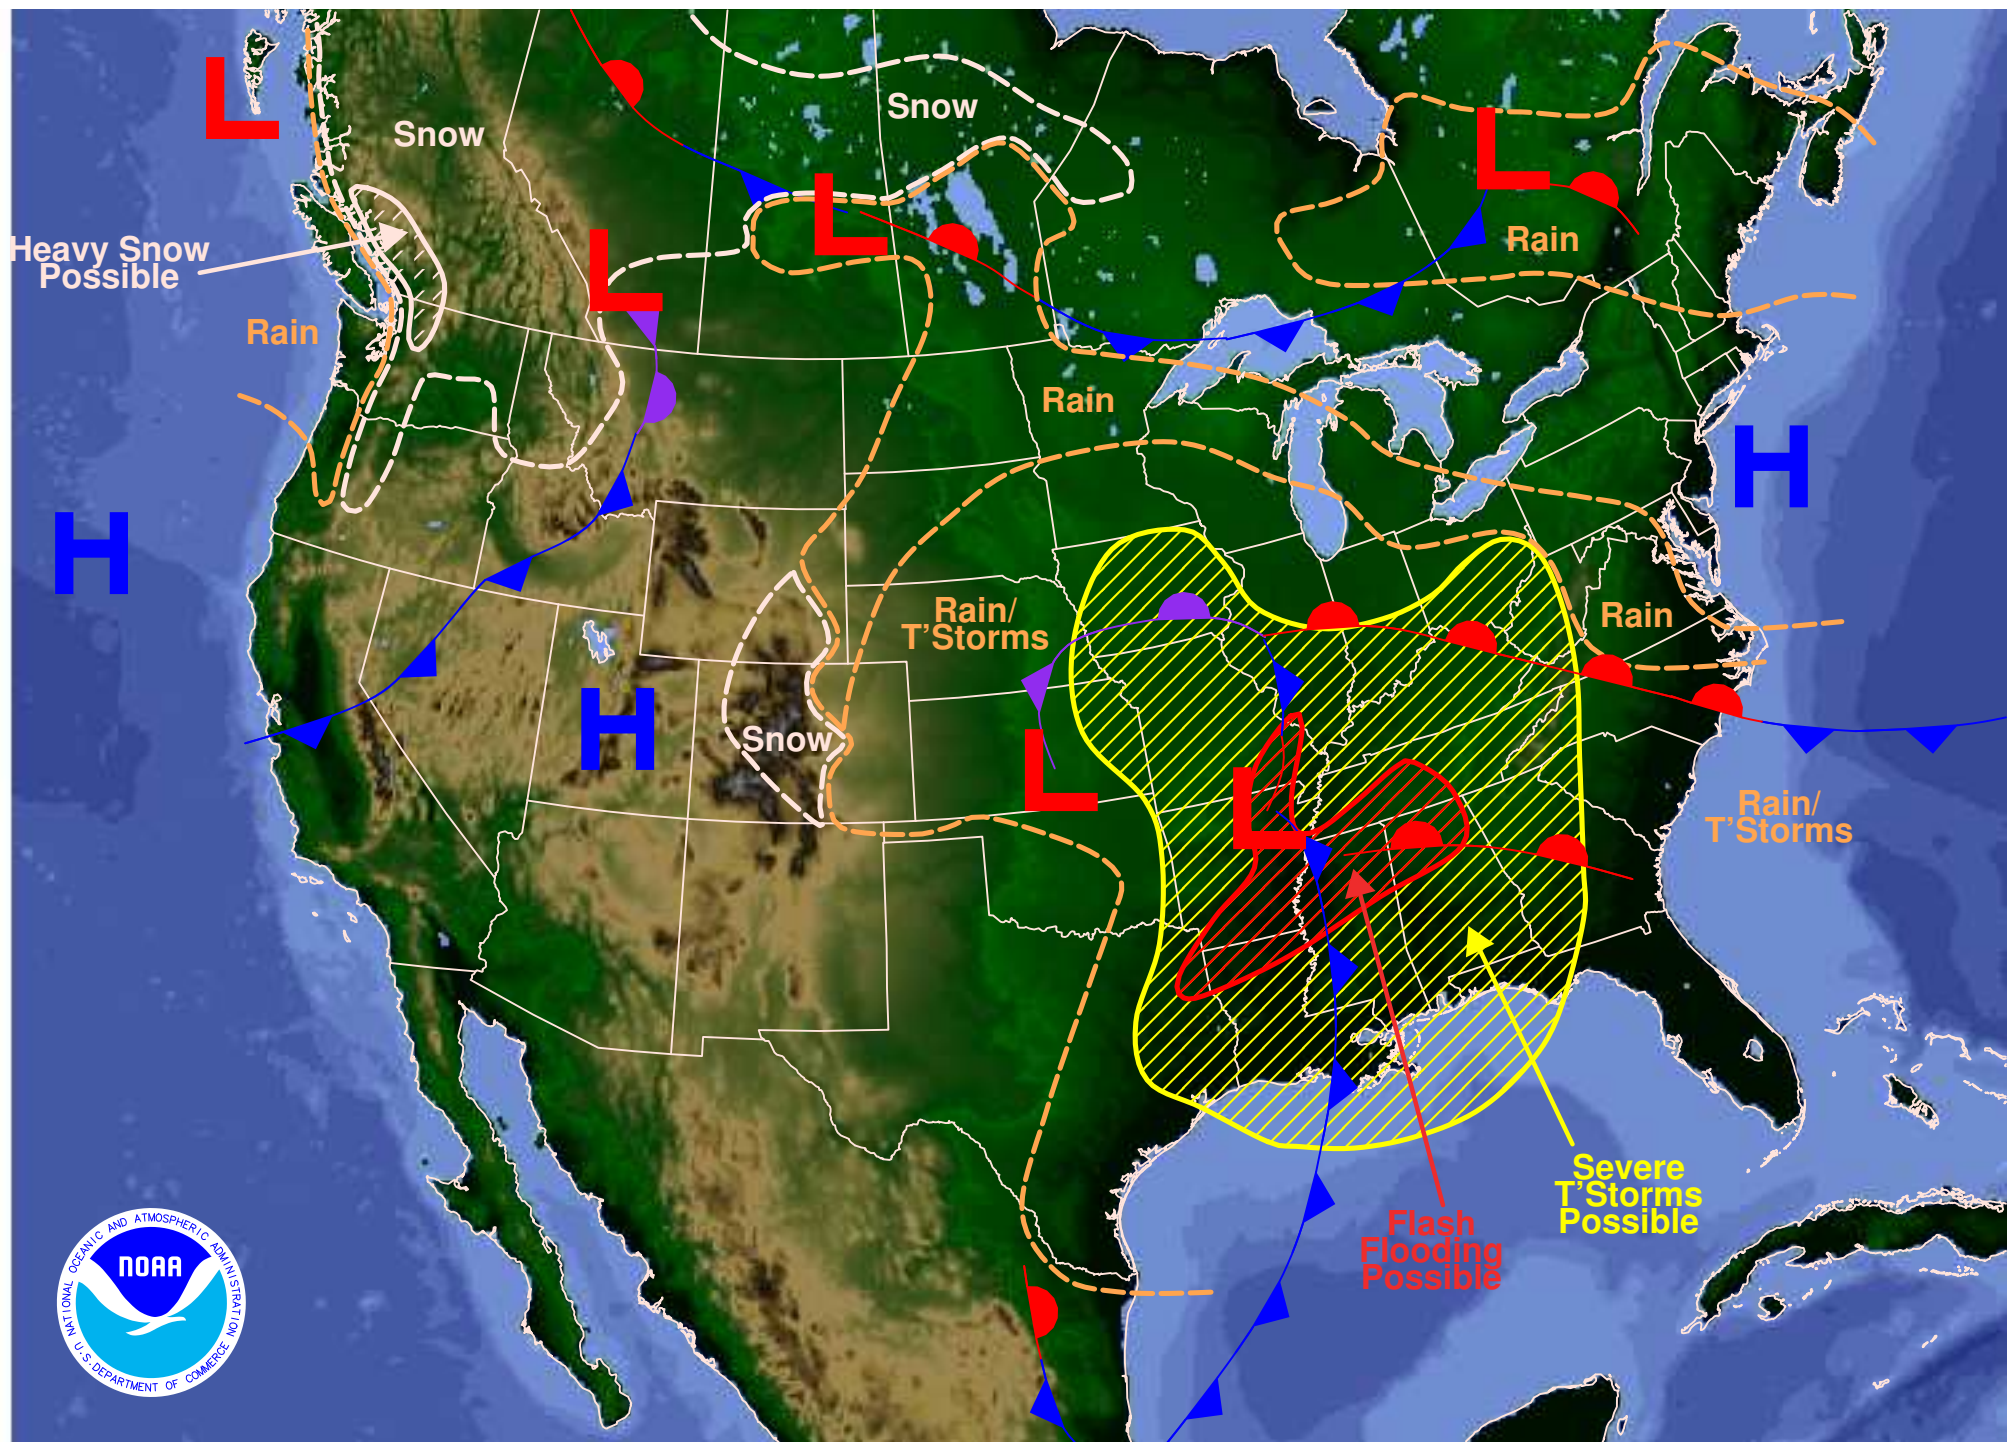 L
Snow
Snow
L
L
Heavy Snow
Possible
L
L
Rain
Rain
Rain
H
H
Rain/
T'Storms
Rain
H
Snow
L
L
Rain/
T'Storms
Severe
T'Storms
Possible
Flash
Flooding
Possible
NATIONAL OCEANIC AND ATMOSPHERIC ADMINISTRATION
NOAA
U.S. DEPARTMENT OF COMMERCE